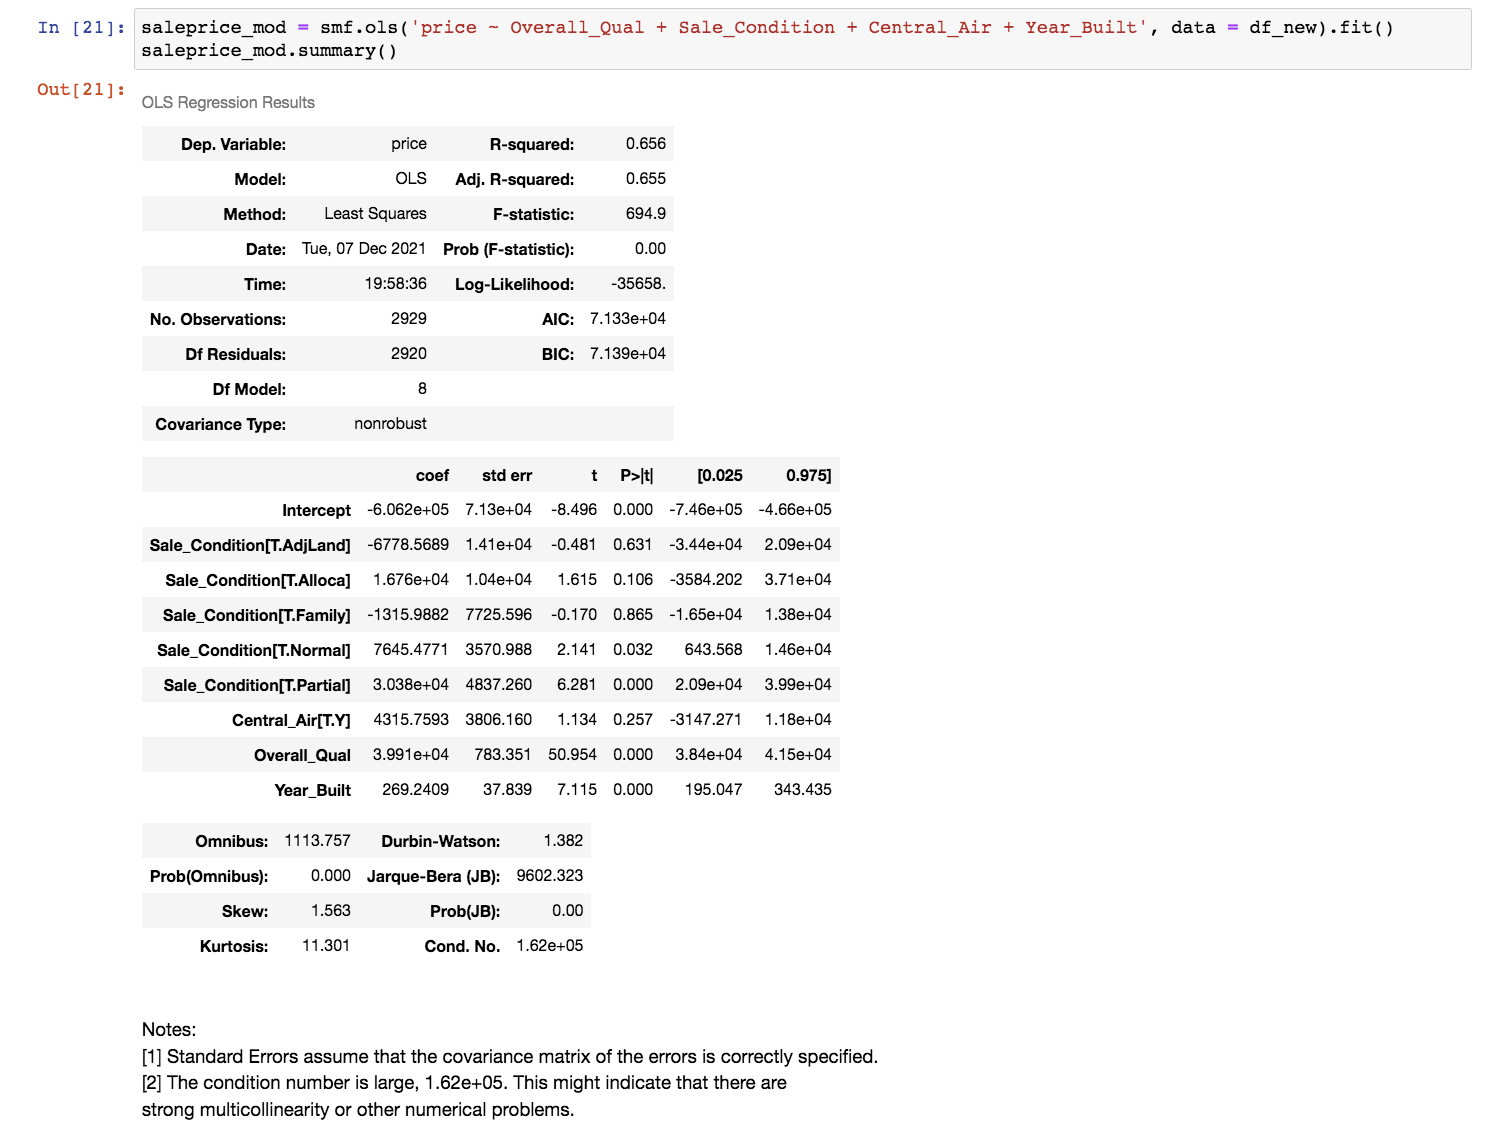 In [21]: saleprice_mod = smf.ols('price ~ Overall_Qual + Sale_Condition + Central_Air + Year_Built', data = df_new).fit()
saleprice_mod.summary()
Out[21]:
OLS Regression Results
Dep. Variable: price R-squared: 0.656
Model: OLS Adj. R-squared: 0.655
Method: Least Squares F-statistic: 694.9
Date: Tue, 07 Dec 2021 Prob (F-statistic): 0.00
Time: 19:58:36 Log-Likelihood: -35658.
No. Observations: 2929 AIC: 7.133e+04
Df Residuals: 2920 BIC: 7.139e+04
Df Model: 8
Covariance Type: nonrobust
coef std err t P>|t| [0.025 0.975]
Intercept -6.062e+05 7.13e+04 -8.496 0.000 -7.46e+05 -4.66e+05
Sale_Condition[T.AdjLand] -6778.5689 1.41e+04 -0.481 0.631 -3.44e+04 2.09e+04
Sale_Condition[T.Alloca] 1.676e+04 1.04e+04 1.615 0.106 -3584.202 3.71e+04
Sale_Condition[T.Family] -1315.9882 7725.596 -0.170 0.865 -1.65e+04 1.38e+04
Sale_Condition[T.Normal] 7645.4771 3570.988 2.141 0.032 643.568 1.46e+04
Sale_Condition[T.Partial] 3.038e+04 4837.260 6.281 0.000 2.09e+04 3.99e+04
Central_Air[T.Y] 4315.7593 3806.160 1.134 0.257 -3147.271 1.18e+04
Overall_Qual 3.991e+04 783.351 50.954 0.000 3.84e+04 4.15e+04
Year_Built 269.2409 37.839 7.115 0.000 195.047 343.435
Omnibus: 1113.757 Durbin-Watson: 1.382
Prob(Omnibus): 0.000 Jarque-Bera (JB): 9602.323
Skew: 1.563 Prob(JB): 0.00
Kurtosis: 11.301 Cond. No. 1.62e+05
Notes:
[1] Standard Errors assume that the covariance matrix of the errors is correctly specified.
[2] The condition number is large, 1.62e+05. This might indicate that there are
strong multicollinearity or other numerical problems.